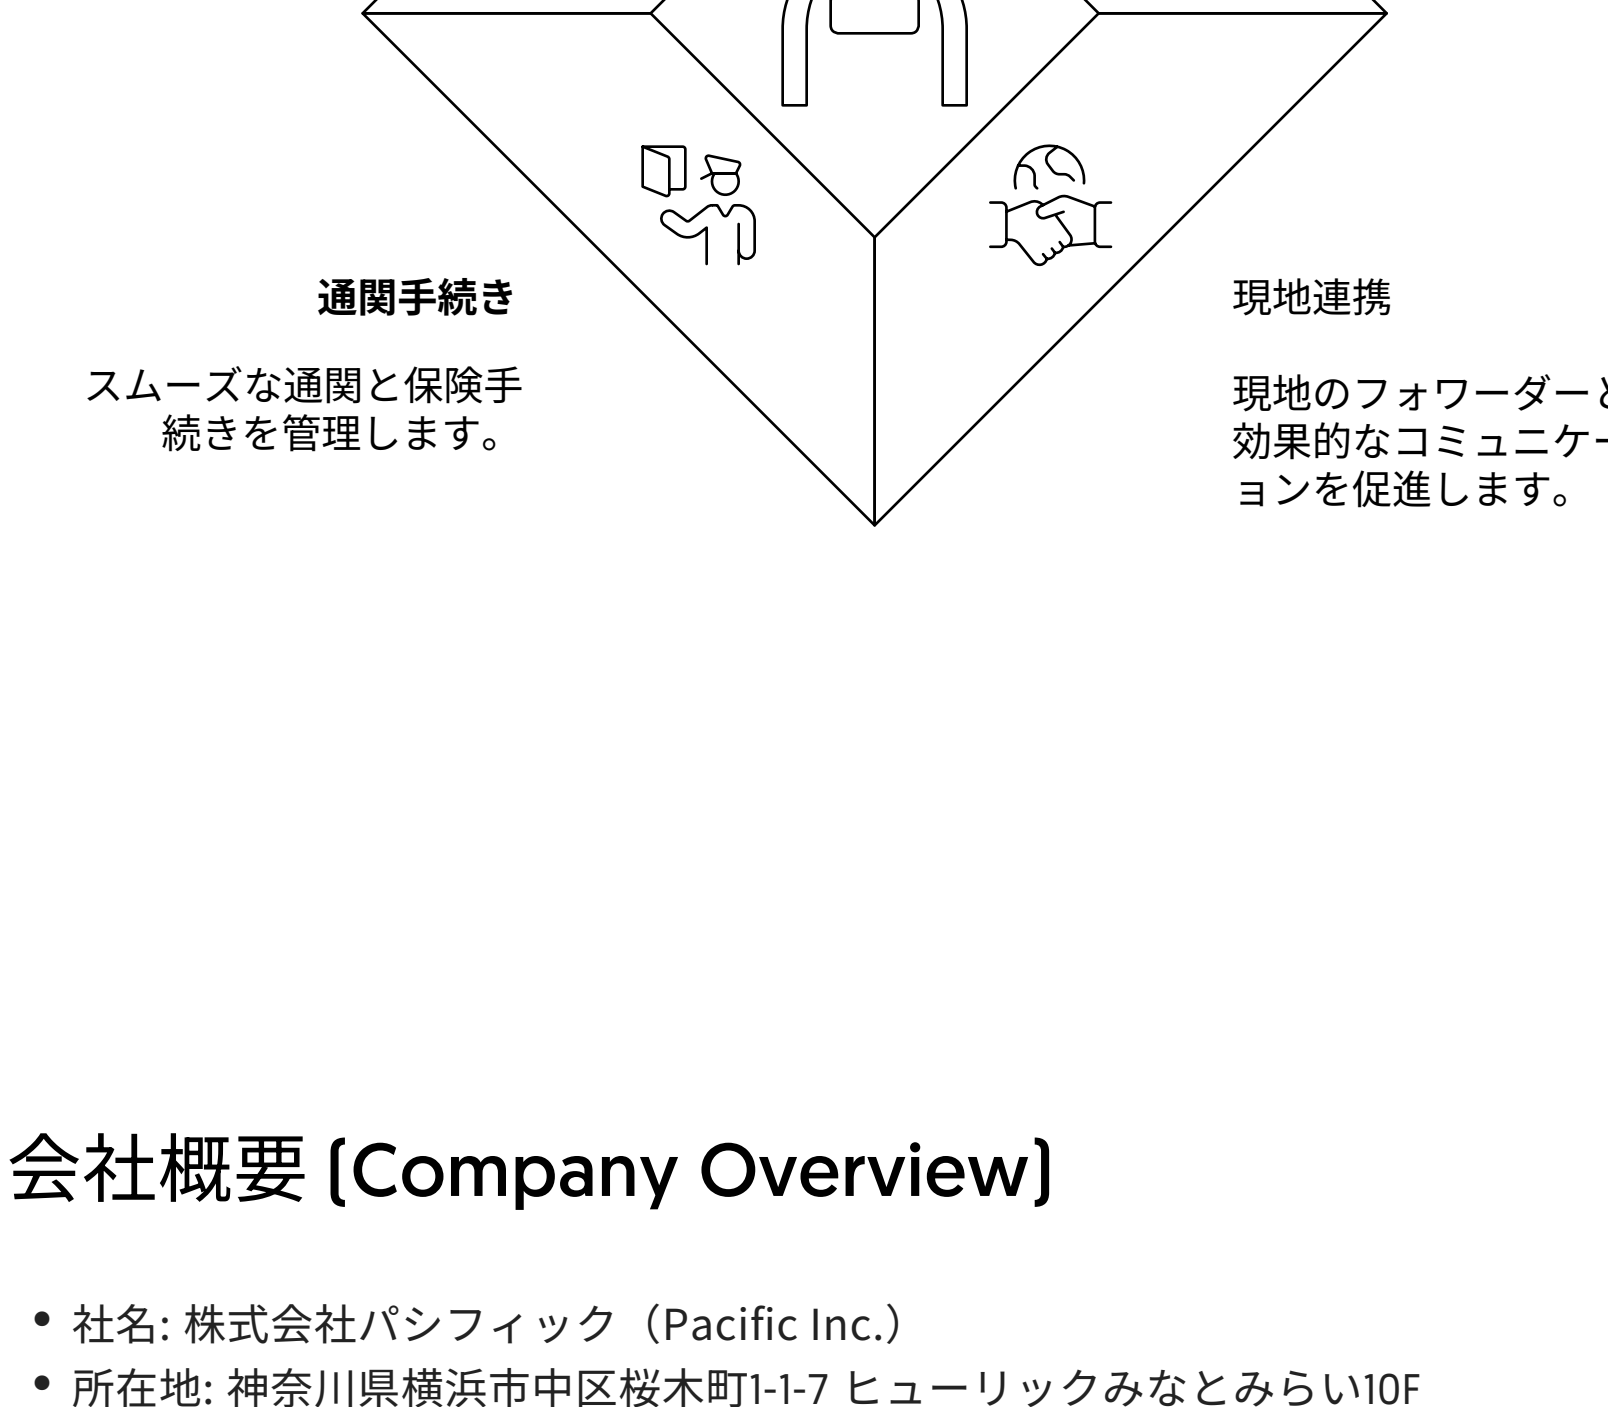 通関手続き
スムーズな通関と保険手
続きを管理します。
現地連携
現地のフォワーダーと
効果的なコミュニケー
ョンを促進します。
会社概要 (Company Overview)
• 社名: 株式会社パシフィック（Pacific Inc.）
• 所在地: 神奈川県横浜市中区桜木町1-1-7 ヒューリックみなとみらい10F